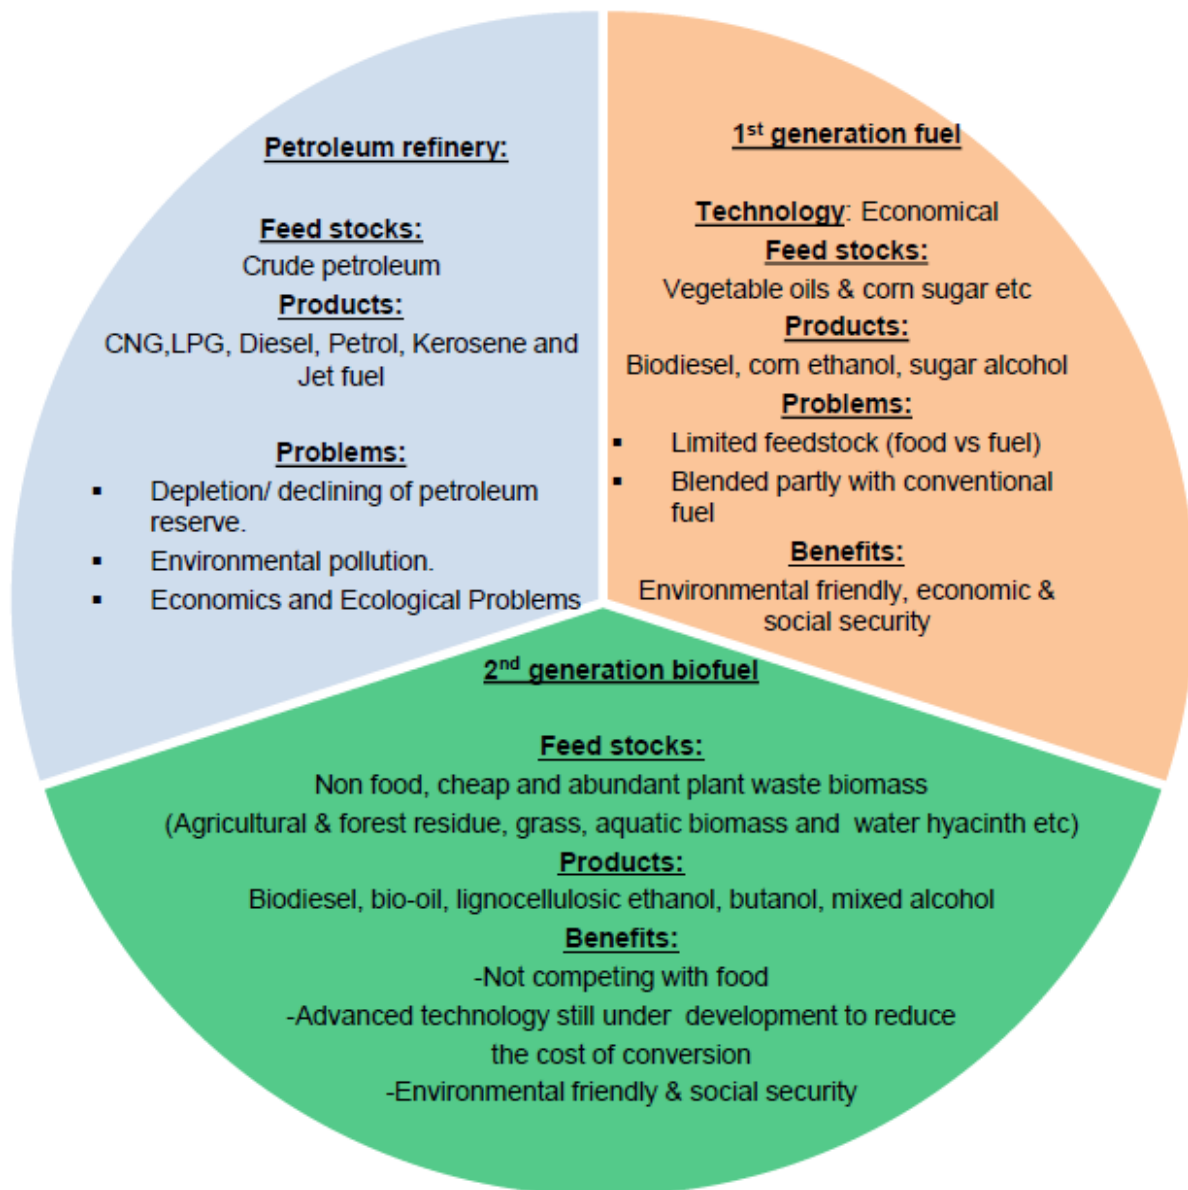 Petroleum refinery:
Feed stocks:
Crude petroleum
Products:
CNG,LPG, Diesel, Petrol, Kerosene and
Jet fuel
Problems:
▪ Depletion/ declining of petroleum
reserve.
▪ Environmental pollution.
▪ Economics and Ecological Problems
1st generation fuel
Technology: Economical
Feed stocks:
Vegetable oils & corn sugar etc
Products:
Biodiesel, corn ethanol, sugar alcohol
Problems:
▪ Limited feedstock (food vs fuel)
▪ Blended partly with conventional
fuel
Benefits:
Environmental friendly, economic &
social security
2nd generation biofuel
Feed stocks:
Non food, cheap and abundant plant waste biomass
(Agricultural & forest residue, grass, aquatic biomass and water hyacinth etc)
Products:
Biodiesel, bio-oil, lignocellulosic ethanol, butanol, mixed alcohol
Benefits:
-Not competing with food
-Advanced technology still under development to reduce
the cost of conversion
-Environmental friendly & social security